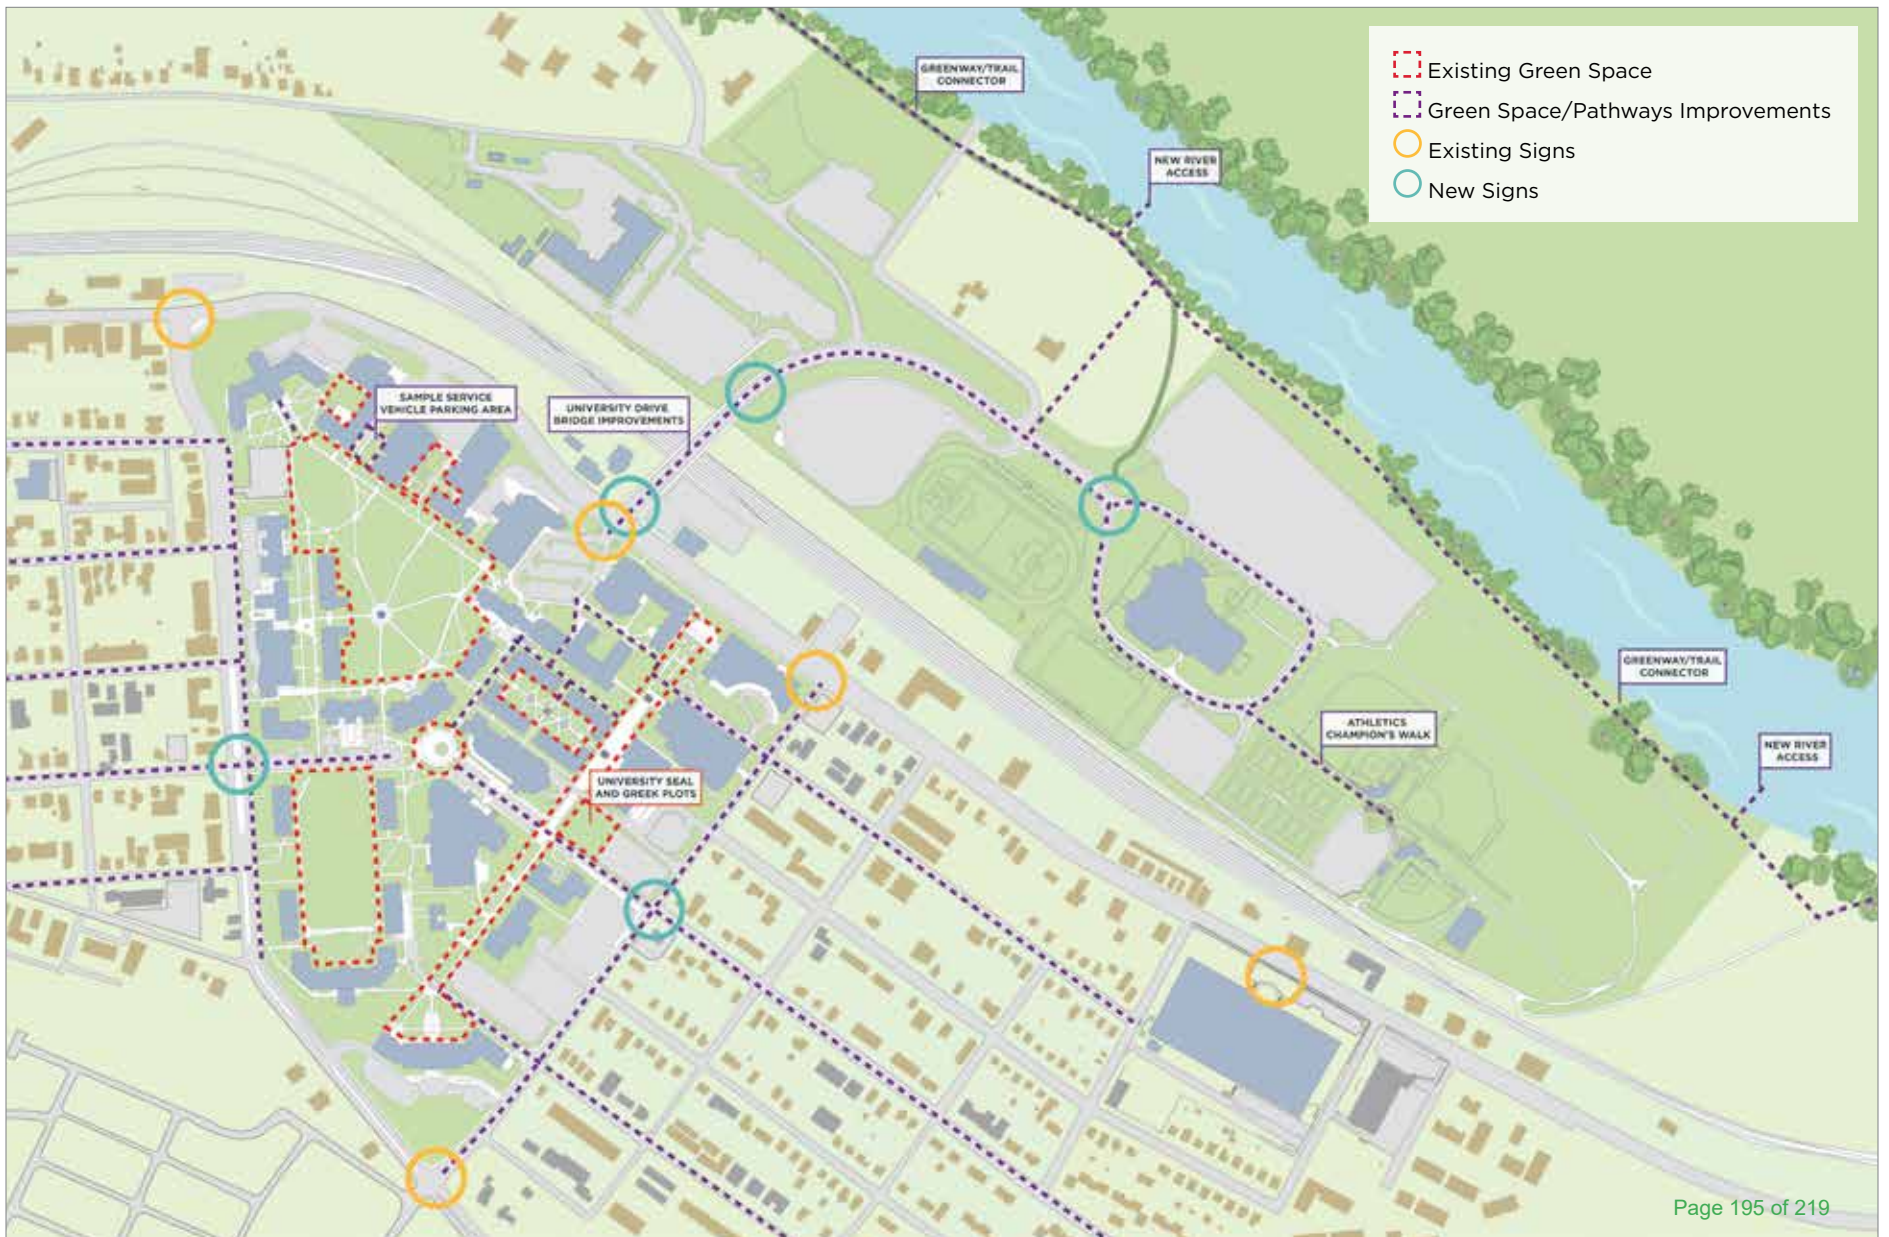 Existing Green Space
Green Space/Pathways Improvements
Existing Signs
New Signs
GREENWAY/TRAIL
CONNECTOR
NEW RIVER
ACCESS
SAMPLE SERVICE
VEHICLE PARKING AREA
UNIVERSITY DRIVE
BRIDGE IMPROVEMENTS
GREENWAY/TRAIL
CONNECTOR
ATHLETICS
CHAMPION'S WALK
NEW RIVER
ACCESS
UNIVERSITY SEAL
AND GREEK PLOTS
Page 195 of 219